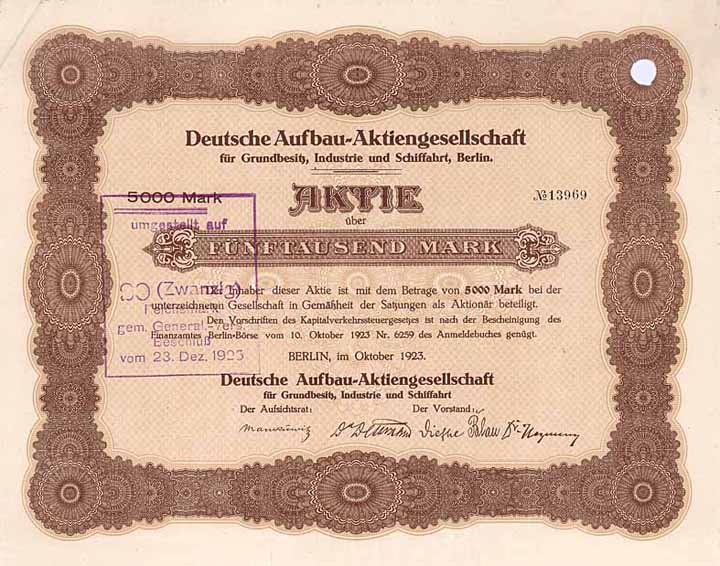 Deutsche Aufbau-Aktiengesellschaft
für Grundbesitz, Industrie und Schiffahrt, Berlin.
AKTIE
№13969
über
5000 Mark
FÜNFTAUSEND MARK
umgestellt auf
(Zwanzig)
Reichsmark
gem. General.-Vers.
Beschluß
vom 23. Dez. 1925
Der Inhaber dieser Aktie ist mit dem Betrage von 5000 Mark bei der
unterzeichneten Gesellschaft in Gemäßheit der Satzungen als Aktionär beteiligt.
Den Vorschriften des Kapitalverkehrssteuergesetzes ist nach der Bescheinigung des
Finanzamtes Berlin-Börse vom 10. Oktober 1923 Nr. 6259 des Anmeldebuches genügt.
BERLIN, im Oktober 1923.
Deutsche Aufbau-Aktiengesellschaft
für Grundbesitz, Industrie und Schiffahrt
Der Aufsichtsrat: Der Vorstand:
Mankiewitz